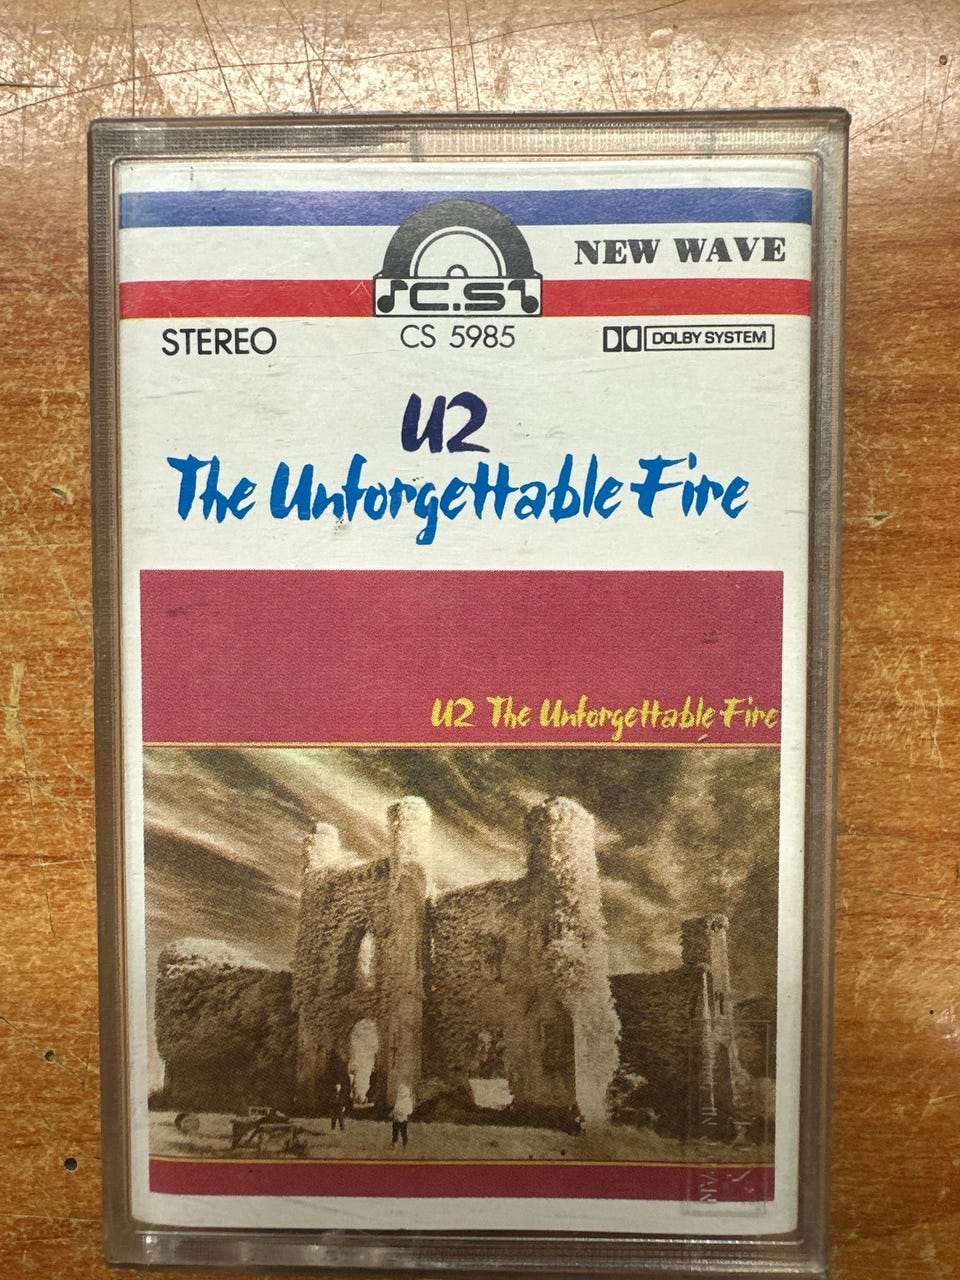 NEW WAVE
C.S
STEREO
CS 5985
DOLBY SYSTEM
U2
The Unforgettable Fire
U2 The Unforgettable Fire